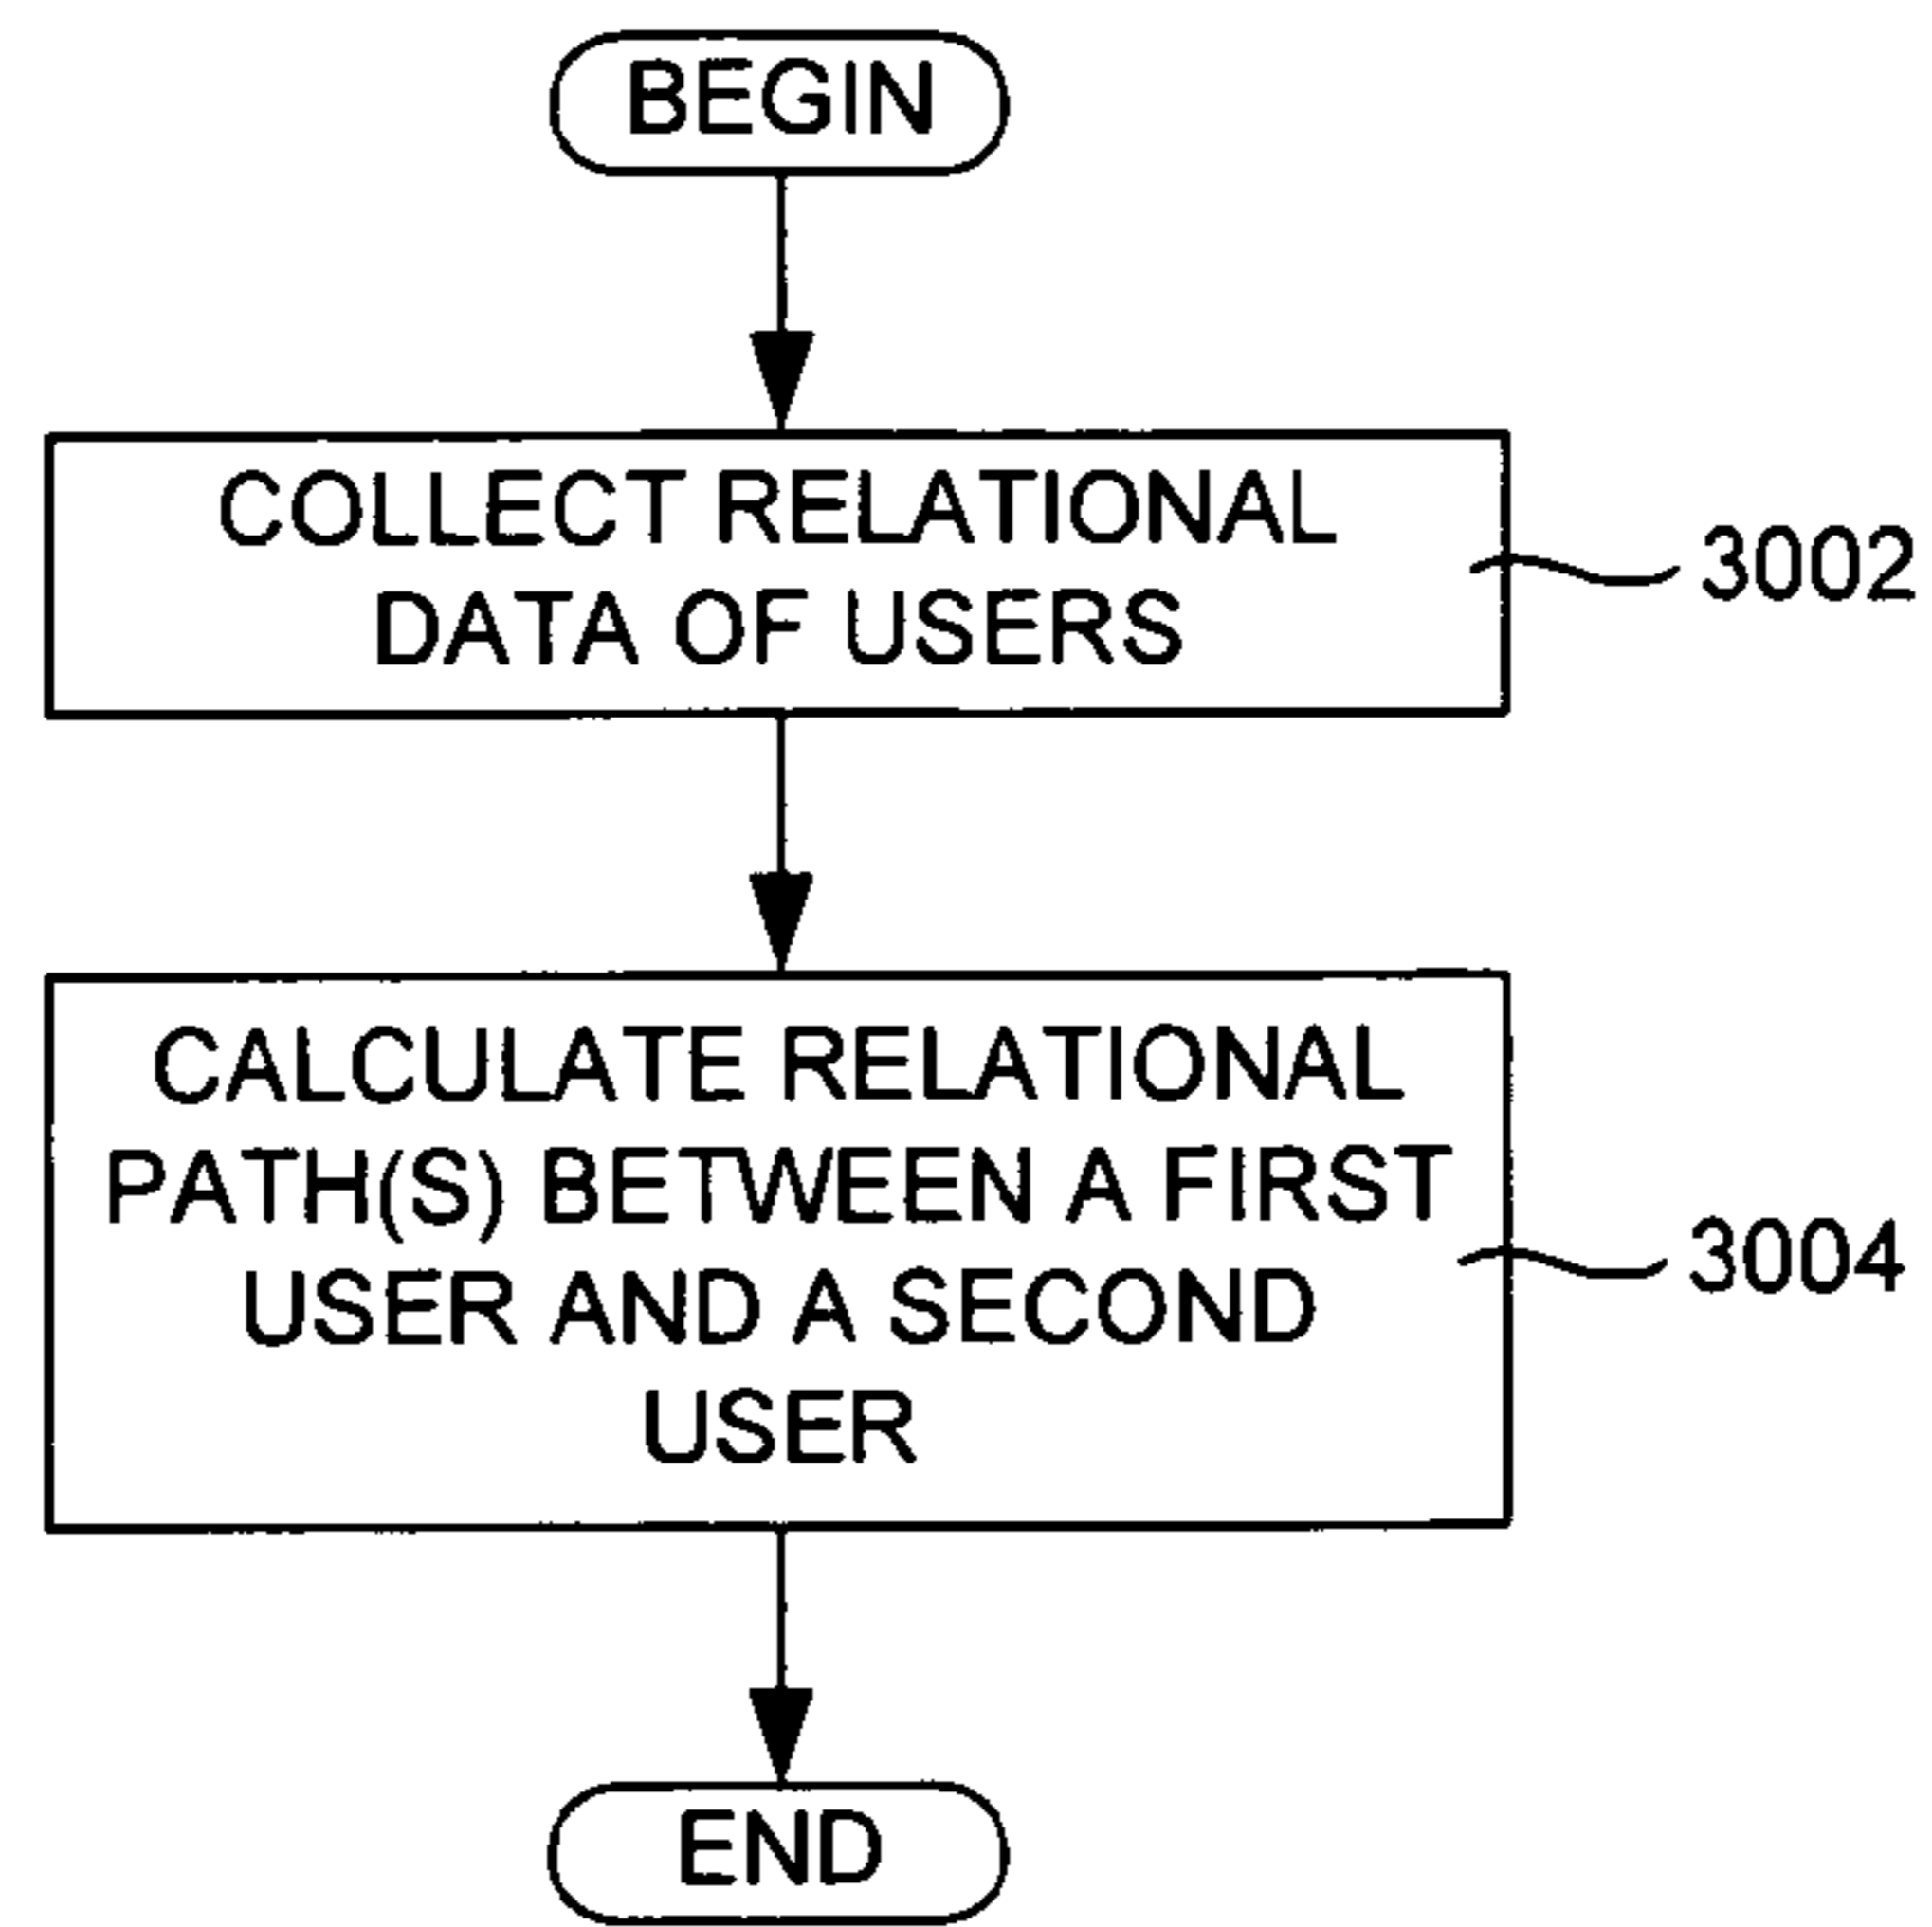 BEGIN
COLLECT RELATIONAL
DATA OF USERS
3002
CALCULATE RELATIONAL
PATH(S) BETWEEN A FIRST
USER AND A SECOND
USER
3004
END